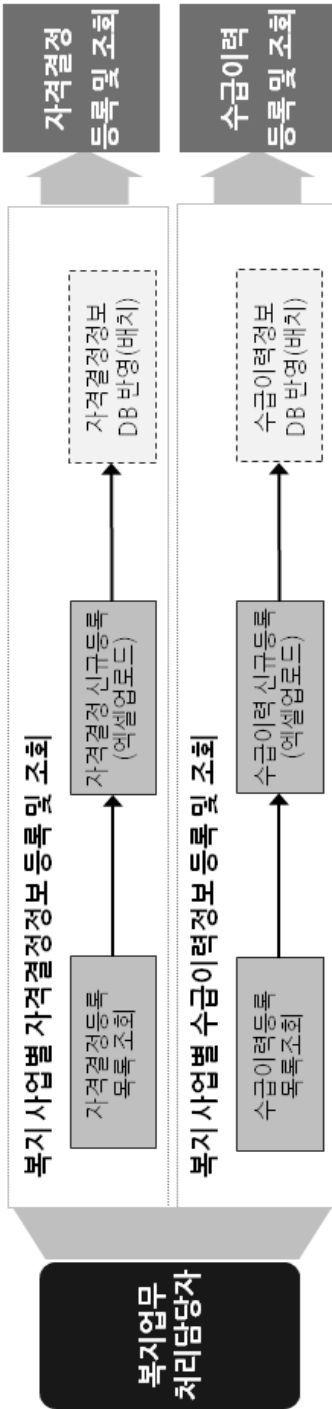 복지업무
처리담당자
복지 사업별 자격결정정보 등록 및 조회
자격결정등록
목록조회
자격결정 신규등록
(엑셀업로드)
자격결정정보
DB 반영(배치)
자격결정
등록 및 조회
복지 사업별 수급이력정보 등록 및 조회
수급이력등록
목록조회
수급이력 신규등록
(엑셀업로드)
수급이력정보
DB 반영(배치)
수급이력
등록 및 조회